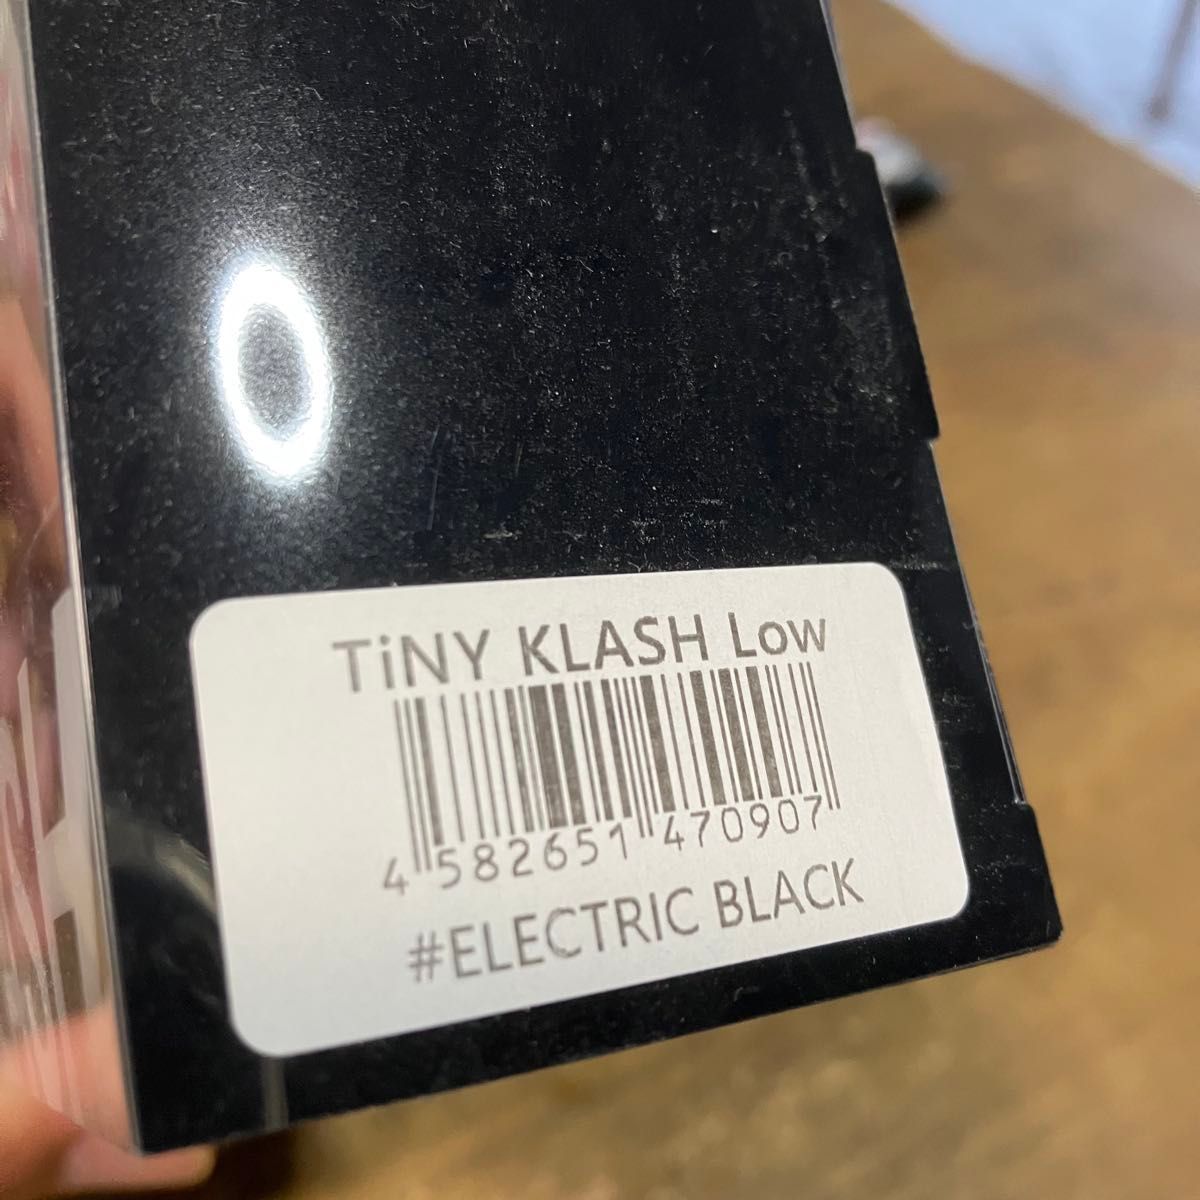 TiNY KLASH Low
4 582651 470907
#ELECTRIC BLACK